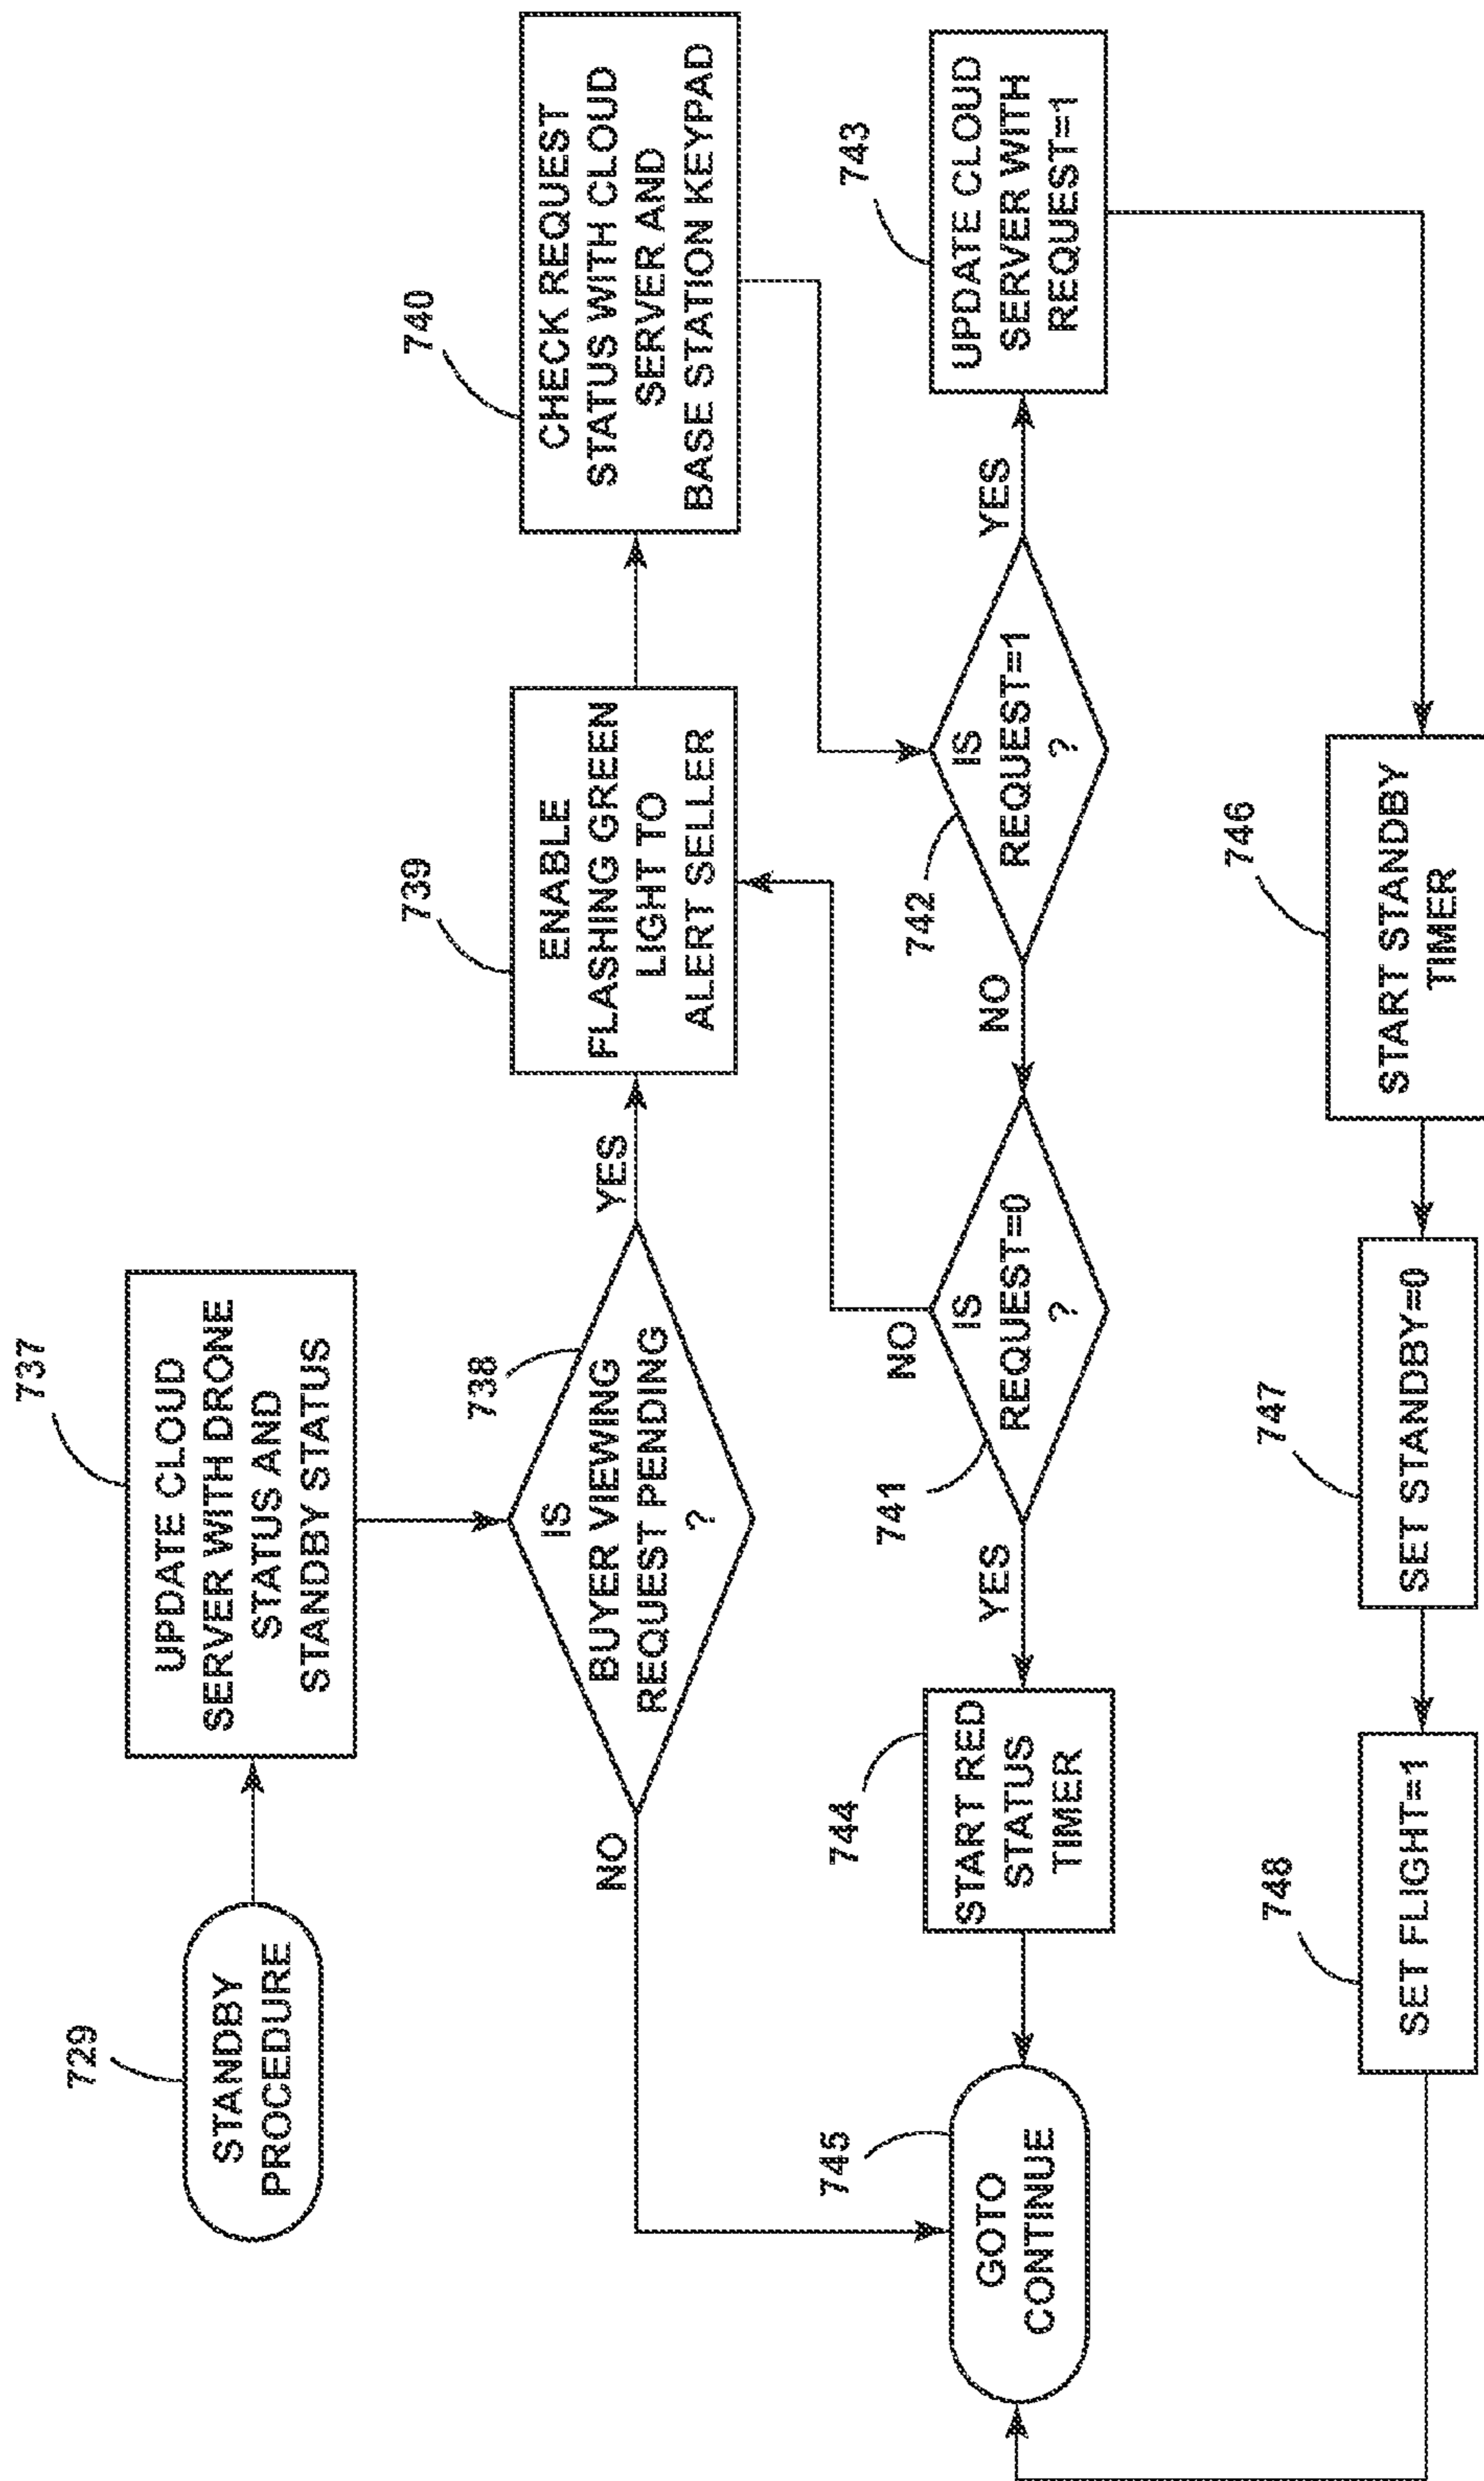 729
STANDBY
PROCEDURE
737
UPDATE CLOUD
SERVER WITH DRONE
STATUS AND
STANDBY STATUS
738
IS
BUYER VIEWING
REQUEST PENDING
?
NO
YES
739
ENABLE
FLASHING GREEN
LIGHT TO
ALERT SELLER
740
CHECK REQUEST
STATUS WITH CLOUD
SERVER AND
BASE STATION KEYPAD
745
GOTO
CONTINUE
744
START RED
STATUS
TIMER
YES
741
IS
REQUEST=0
?
NO
NO
742
IS
REQUEST=1
?
YES
743
UPDATE CLOUD
SERVER WITH
REQUEST=1
748
SET FLIGHT=1
747
SET STANDBY=0
746
START STANDBY
TIMER